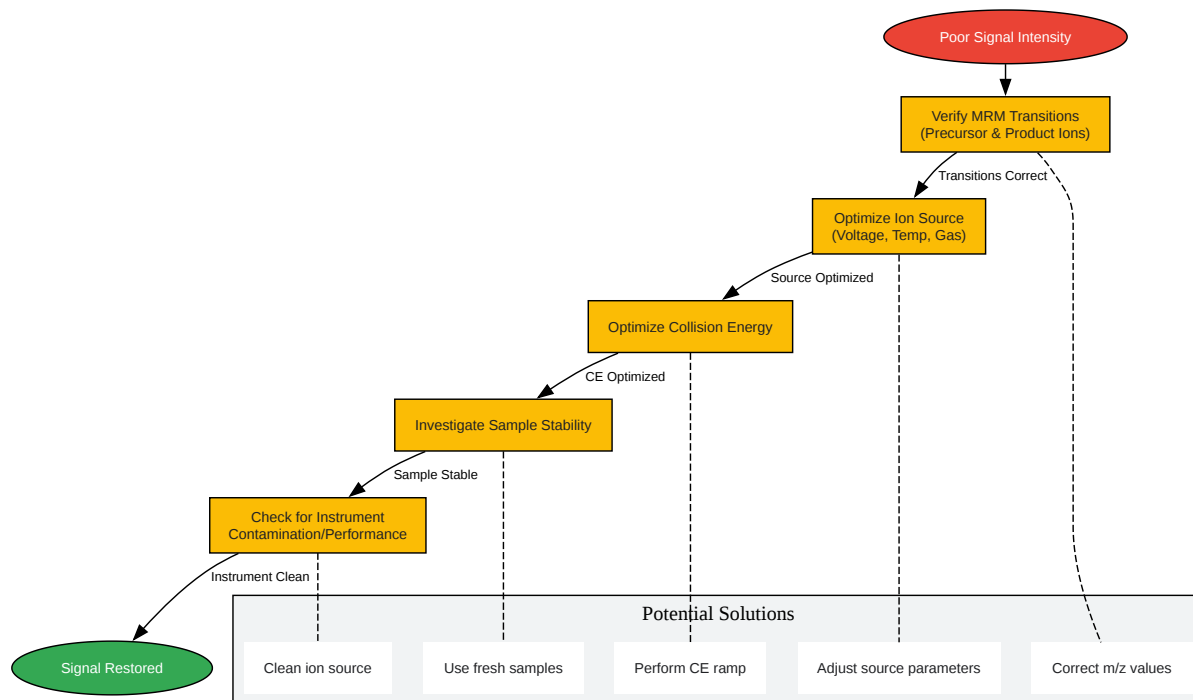 Poor Signal Intensity
Verify MRM Transitions
(Precursor & Product Ions)
Transitions Correct
Optimize Ion Source
(Voltage, Temp, Gas)
Source Optimized
Optimize Collision Energy
CE Optimized
Investigate Sample Stability
Sample Stable
Check for Instrument
Contamination/Performance
Instrument Clean
Signal Restored
Potential Solutions
Clean ion source
Use fresh samples
Perform CE ramp
Adjust source parameters
Correct m/z values